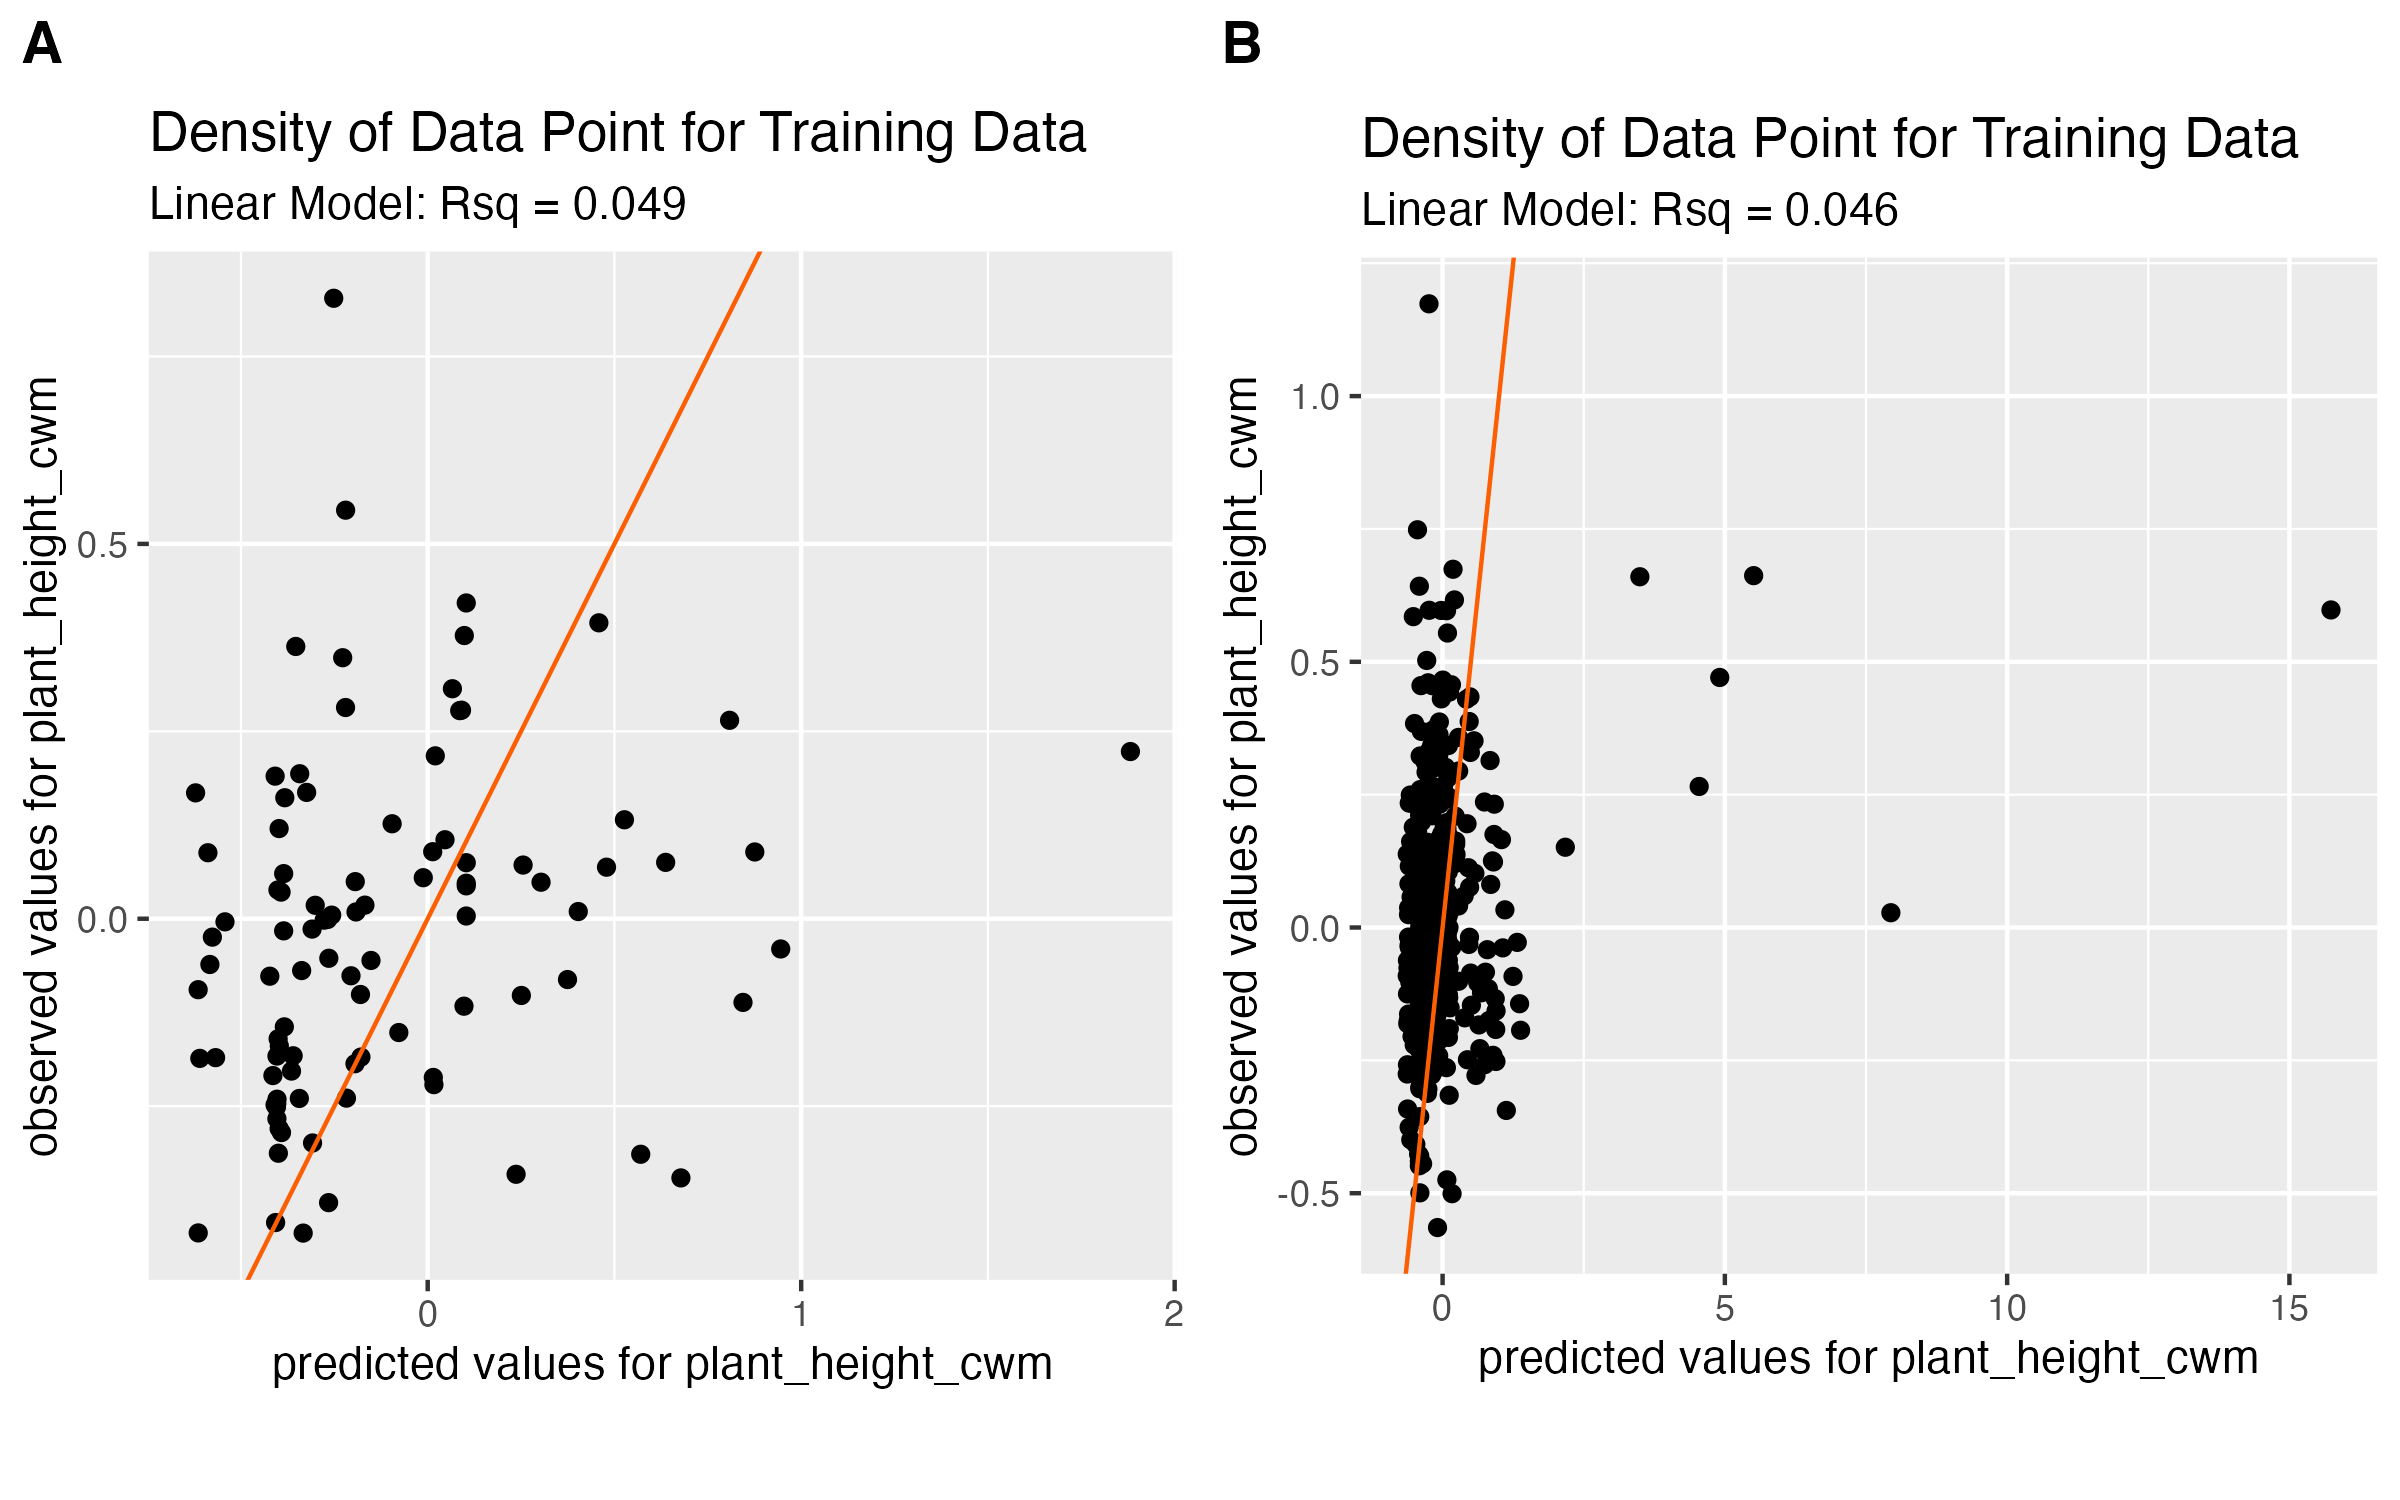 A
Density of Data Point for Training Data
Linear Model: Rsq = 0.049
observed values for plant_height_cwm
0.5
0.0
0
1
2
predicted values for plant_height_cwm
B
Density of Data Point for Training Data
Linear Model: Rsq = 0.046
observed values for plant_height_cwm
1.0
0.5
0.0
-0.5
0
5
10
15
predicted values for plant_height_cwm